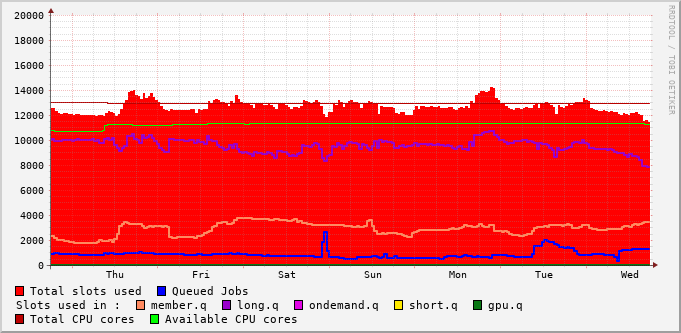 20000
18000
16000
14000
12000
10000
8000
6000
4000
2000
0
Thu Fri Sat Sun Mon Tue Wed
RRDTOOL / TOBI OETIKER
Total slots used Queued Jobs
Slots used in : member.q long.q ondemand.q short.q gpu.q
Total CPU cores Available CPU cores